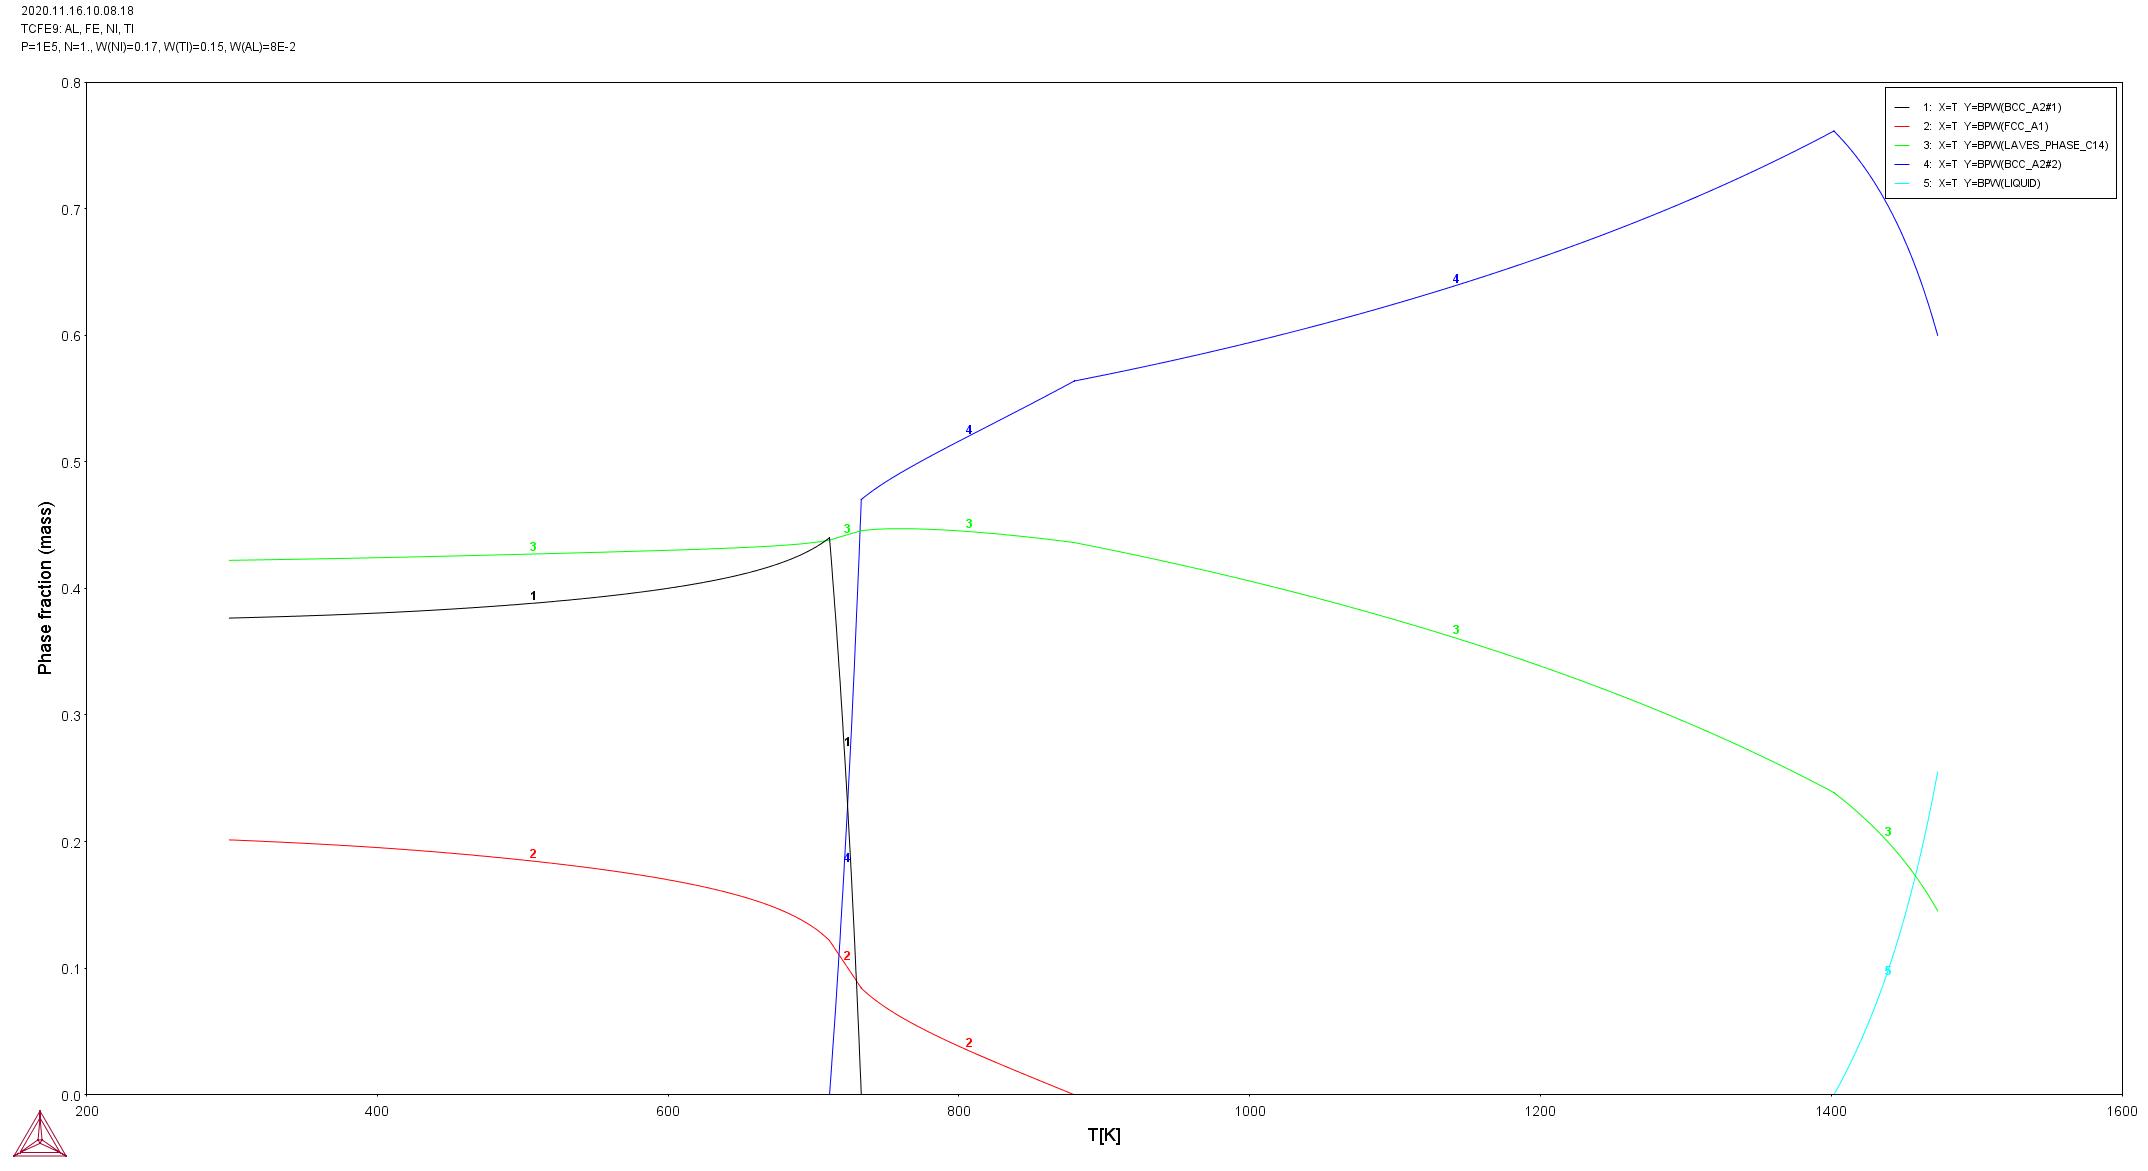 2020.11.16.10.08.18
TCFE9: AL, FE, NI, TI
P=1E5, N=1., W(NI)=0.17, W(TI)=0.15, W(AL)=8E-2
0.8
0.7
0.6
0.5
0.4
0.3
0.2
0.1
0.0
Phase fraction (mass)
1: X=T Y=BPW(BCC_A2#1)
2: X=T Y=BPW(FCC_A1)
3: X=T Y=BPW(LAVES_PHASE_C14)
4: X=T Y=BPW(BCC_A2#2)
5: X=T Y=BPW(LIQUID)
4
4
3
3
3
1
3
1
3
4
2
2
2
5
200 400 600 800 1000 1200 1400 1600
T[K]